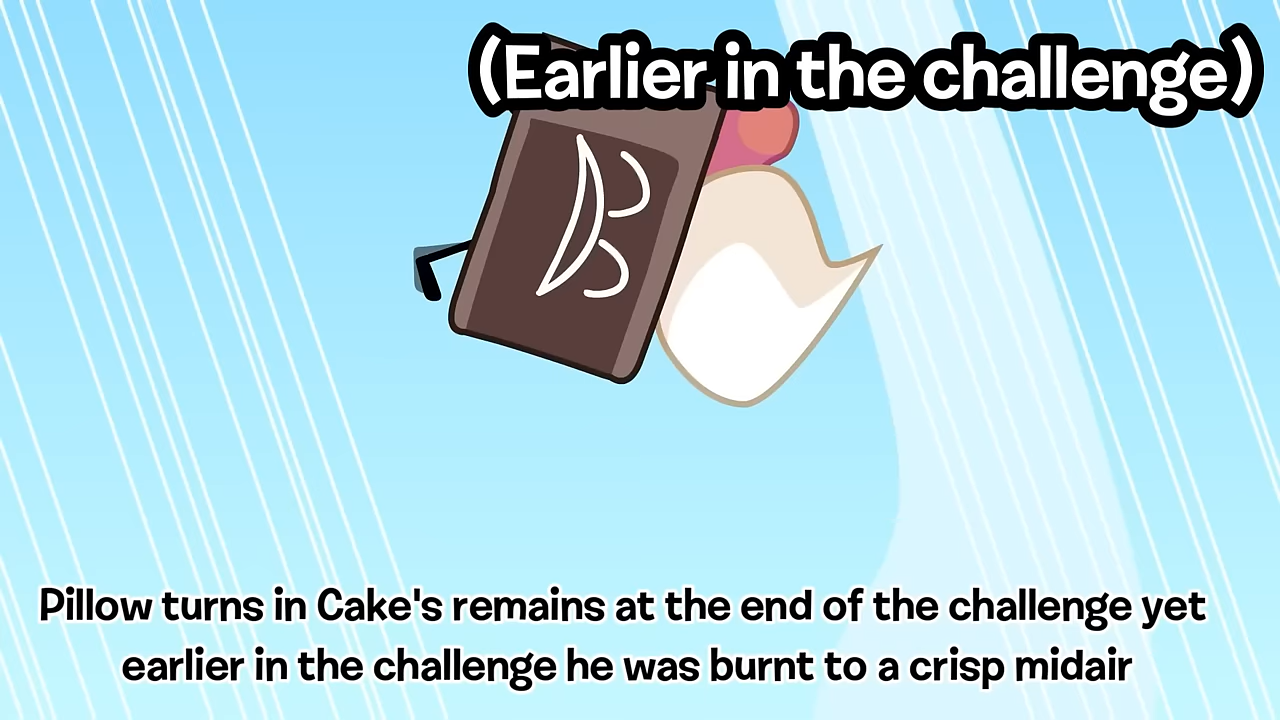 (Earlier in the challenge)
Pillow turns in Cake's remains at the end of the challenge yet
earlier in the challenge he was burnt to a crisp midair